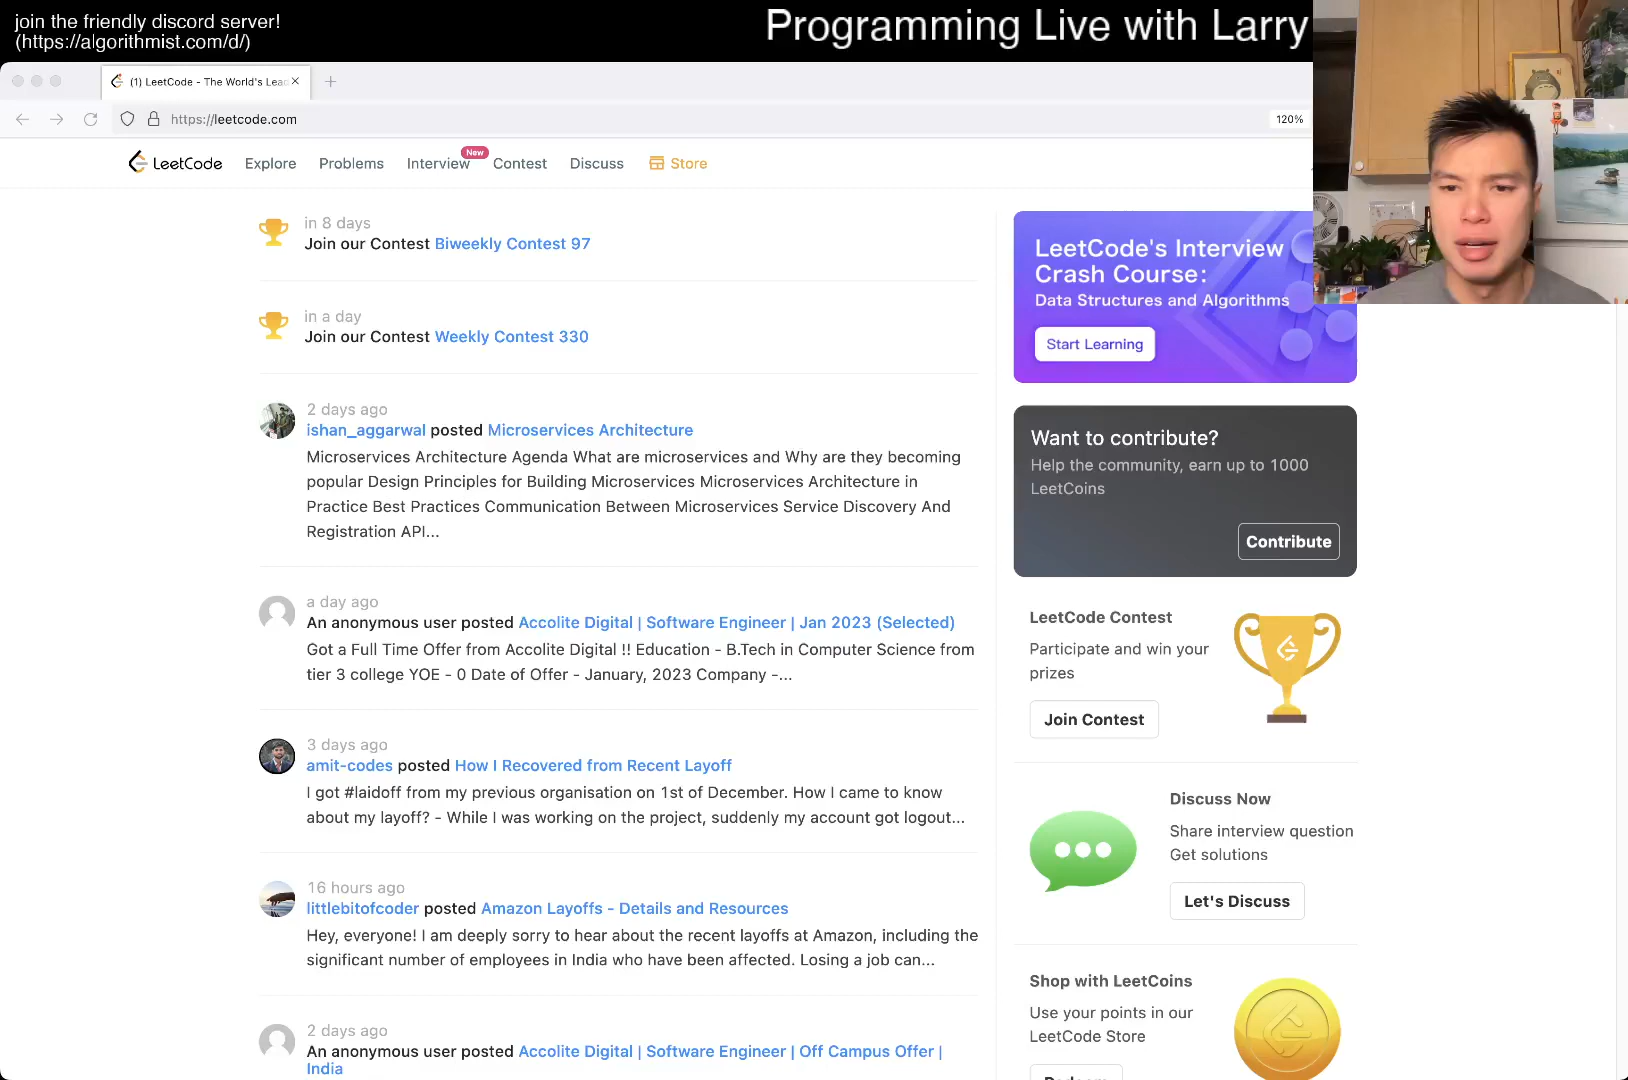 join the friendly discord server!
(https://algorithmist.com/d/)
Programming Live with Larry
(1) LeetCode - The World's Lead
https://leetcode.com
120%
LeetCode
Explore
Problems
Interview
New
Contest
Discuss
Store
in 8 days
Join our Contest Biweekly Contest 97
in a day
Join our Contest Weekly Contest 330
2 days ago
ishan_aggarwal posted Microservices Architecture
Microservices Architecture Agenda What are microservices and Why are they becoming
popular Design Principles for Building Microservices Microservices Architecture in
Practice Best Practices Communication Between Microservices Service Discovery And
Registration API...
a day ago
An anonymous user posted Accolite Digital | Software Engineer | Jan 2023 (Selected)
Got a Full Time Offer from Accolite Digital !! Education - B.Tech in Computer Science from
tier 3 college YOE - 0 Date of Offer - January, 2023 Company -...
3 days ago
amit-codes posted How I Recovered from Recent Layoff
I got #laidoff from my previous organisation on 1st of December. How I came to know
about my layoff? - While I was working on the project, suddenly my account got logout...
16 hours ago
littlebitofcoder posted Amazon Layoffs - Details and Resources
Hey, everyone! I am deeply sorry to hear about the recent layoffs at Amazon, including the
significant number of employees in India who have been affected. Losing a job can...
2 days ago
An anonymous user posted Accolite Digital | Software Engineer | Off Campus Offer |
India
LeetCode's Interview
Crash Course:
Data Structures and Algorithms
Start Learning
Want to contribute?
Help the community, earn up to 1000
LeetCoins
Contribute
LeetCode Contest
Participate and win your
prizes
Join Contest
Discuss Now
Share interview question
Get solutions
Let's Discuss
Shop with LeetCoins
Use your points in our
LeetCode Store